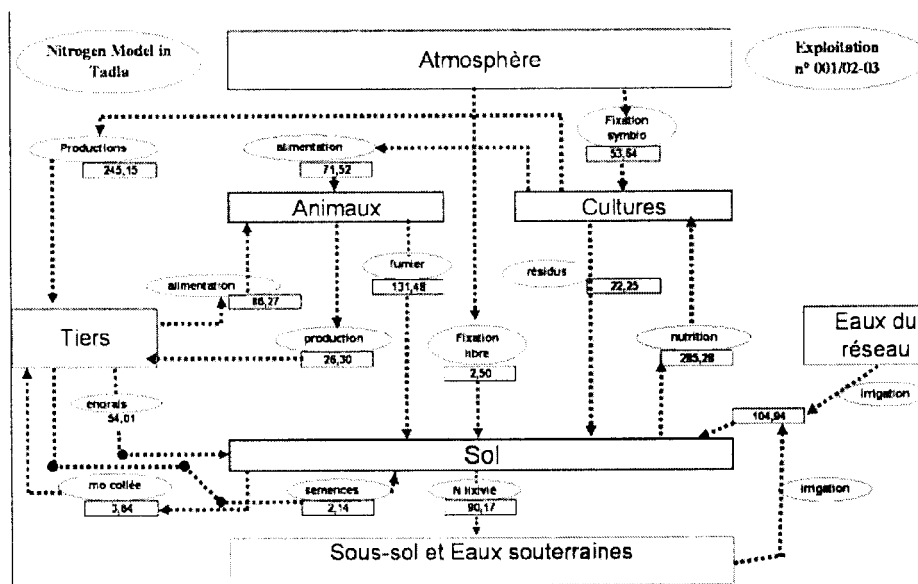 Nitrogen Model in
Tadla
Atmosphère
Exploitation
n° 001/02-03
Fixation
symbio
53,64
Productions
245,15
alimentation
71,52
Animaux
Cultures
fumier
131,48
résidus
22,25
alimentation
86,27
Tiers
production
26,30
Fixation
libre
2,50
nutrition
285,28
Eaux du
réseau
irrigation
104,94
engrais
54,01
Sol
mo collée
3,64
semences
2,14
N lixivié
90,17
irrigation
Sous-sol et Eaux souterraines